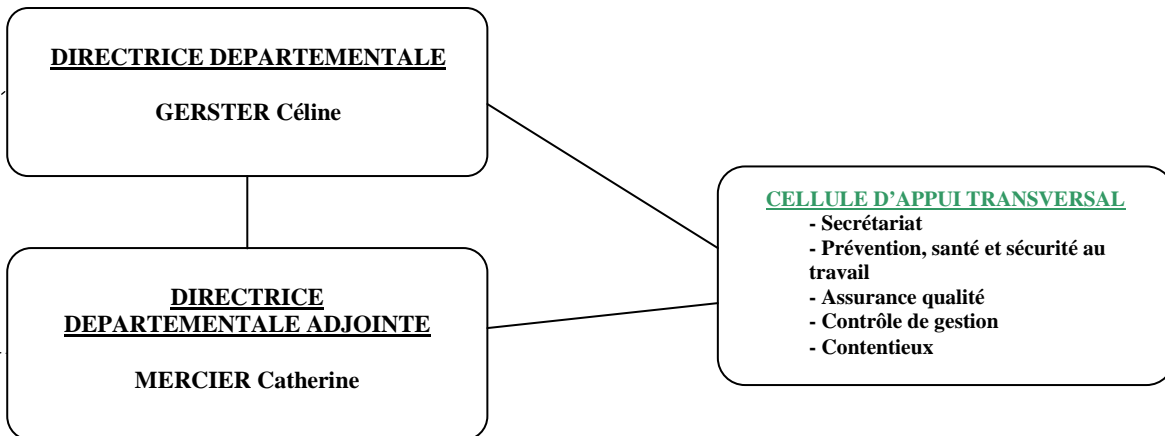 DIRECTRICE DEPARTEMENTALE
GERSTER Céline
DIRECTRICE
DEPARTEMENTALE ADJOINTE
MERCIER Catherine
CELLULE D’APPUI TRANSVERSAL
- Secrétariat
- Prévention, santé et sécurité au
travail
- Assurance qualité
- Contrôle de gestion
- Contentieux